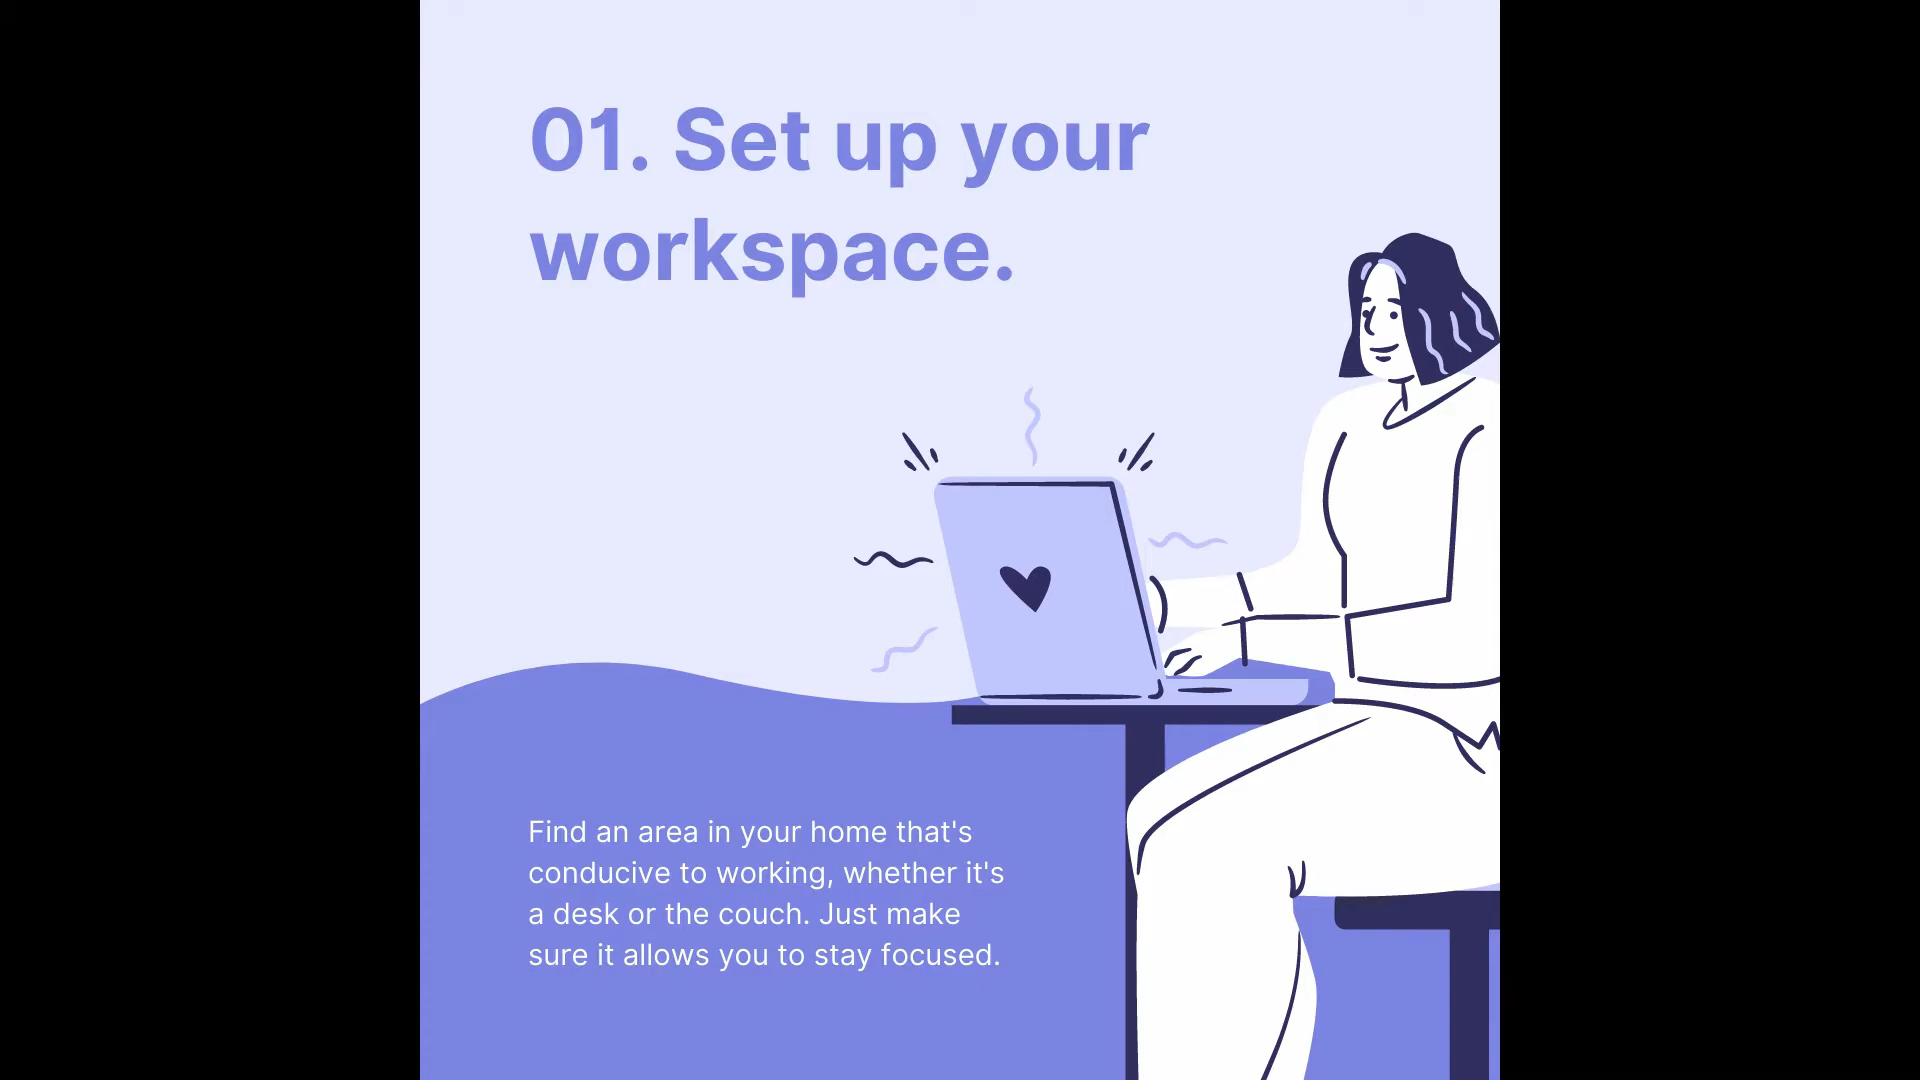 01. Set up your
workspace.
Find an area in your home that's
conducive to working, whether it's
a desk or the couch. Just make
sure it allows you to stay focused.